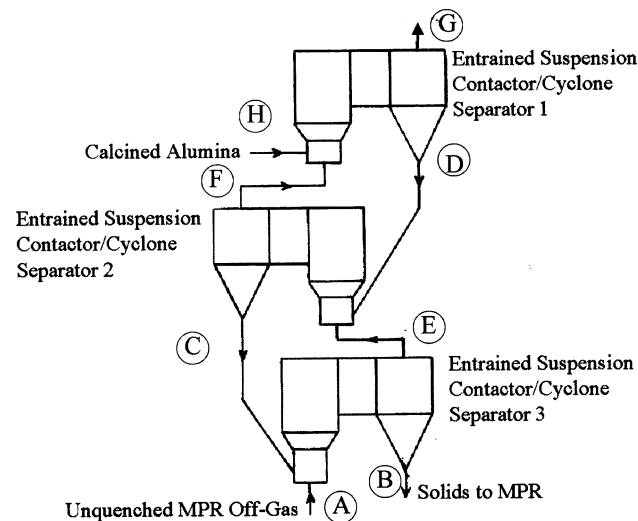 G
Entrained Suspension
Contactor/Cyclone
Separator 1
H
Calcined Alumina
D
F
Entrained Suspension
Contactor/Cyclone
Separator 2
E
C
Entrained Suspension
Contactor/Cyclone
Separator 3
B
Solids to MPR
Unquenched MPR Off-Gas
A